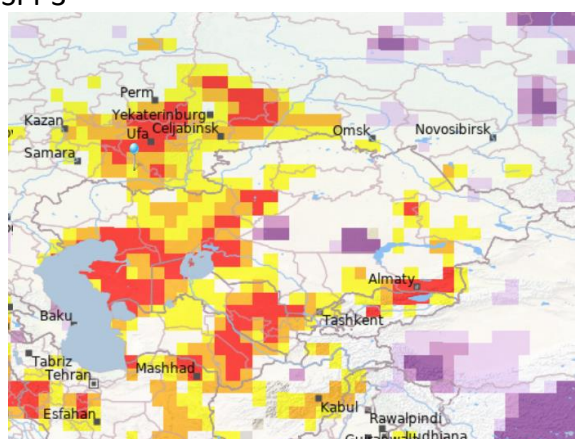 Perm
Yekaterinburg
Kazan
Ufa Celjabinsk
Omsk
Novosibirsk
Samara
Almaty
Baku
Tashkent
Tabriz
Tehran
Mashhad
Esfahan
Kabul
Rawalpindi